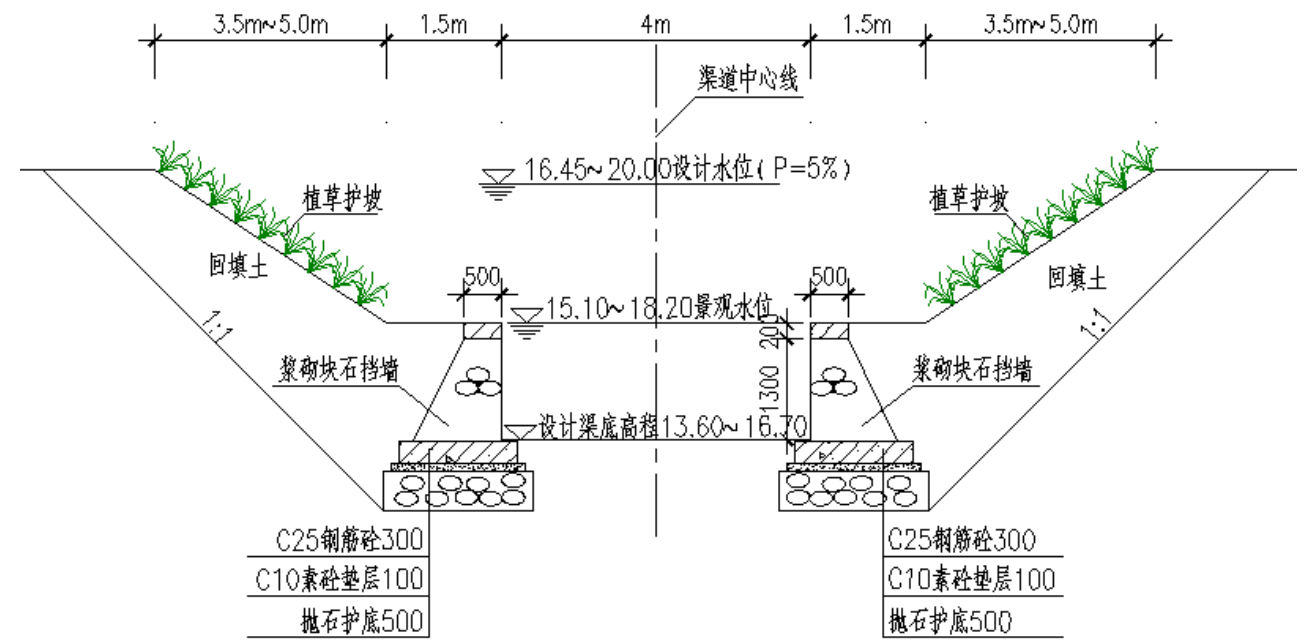 3.5m~5.0m
1.5m
4m
1.5m
3.5m~5.0m
渠道中心线
16.45~20.00设计水位(P=5%)
植草护坡
植草护坡
回填土
回填土
500
500
15.10~18.20景观水位
200
1:1
1:1
浆砌块石挡墙
浆砌块石挡墙
1300
设计渠底高程13.60~16.70
C25钢筋砼300
C25钢筋砼300
C10素砼垫层100
C10素砼垫层100
抛石护底500
抛石护底500